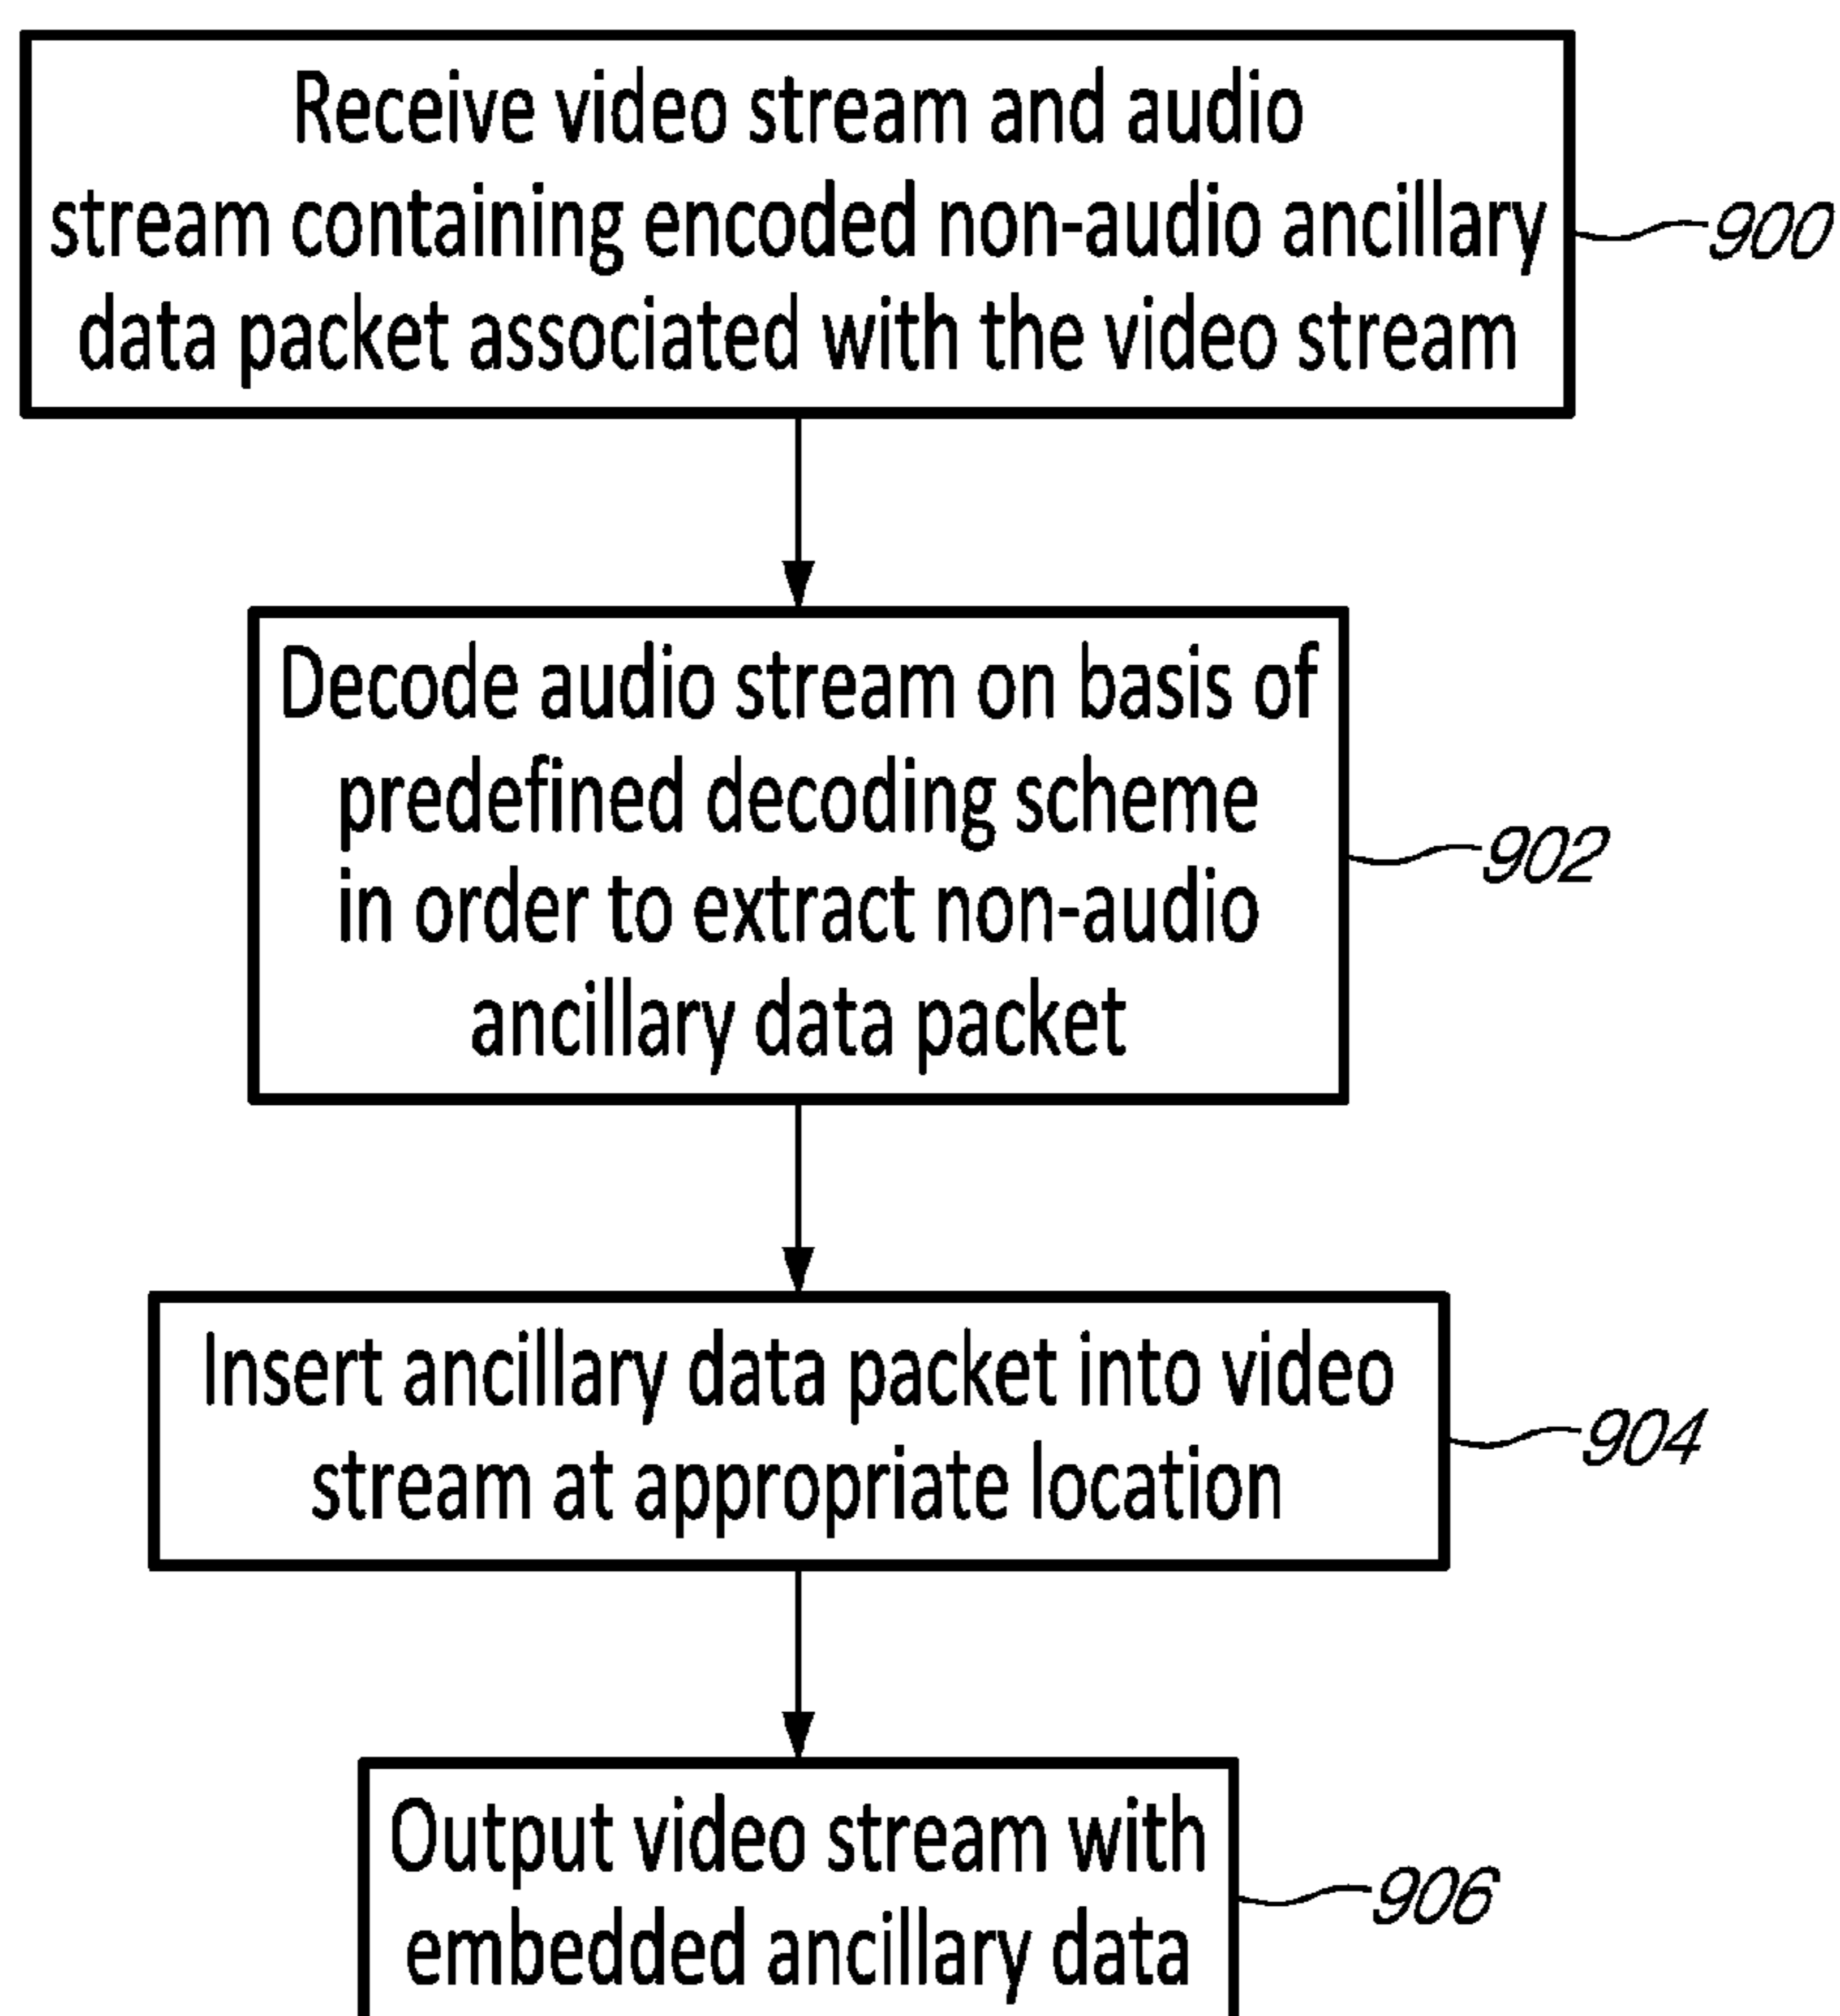 Receive video stream and audio
stream containing encoded non-audio ancillary
data packet associated with the video stream
900
Decode audio stream on basis of
predefined decoding scheme
in order to extract non-audio
ancillary data packet
902
Insert ancillary data packet into video
stream at appropriate location
904
Output video stream with
embedded ancillary data
906